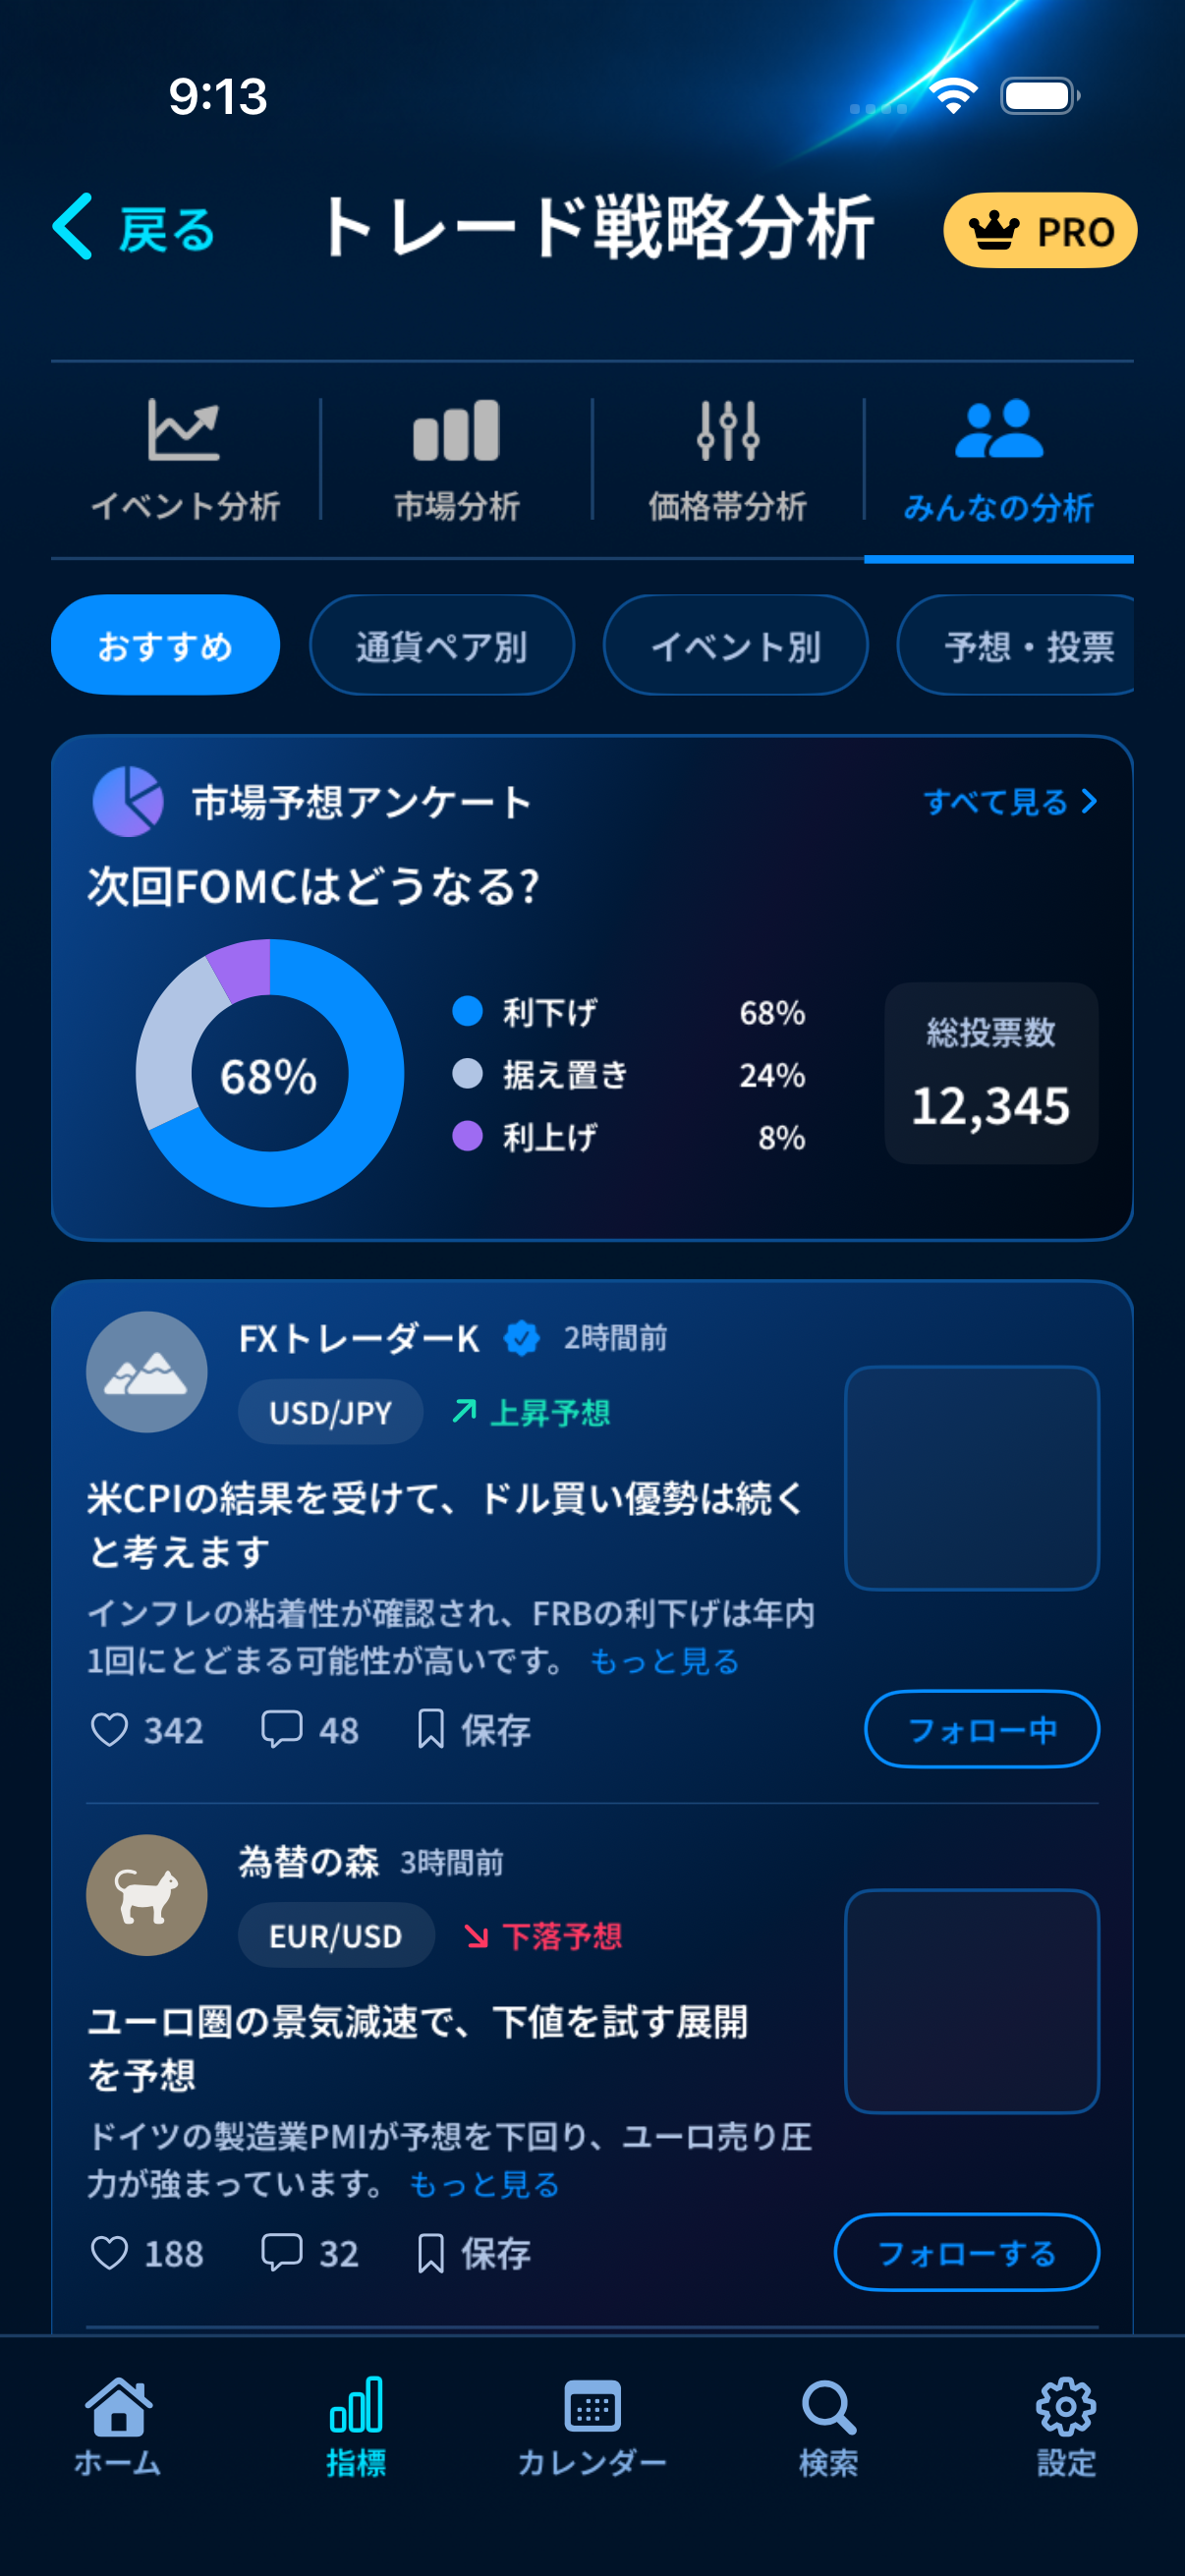 9:13
戻る
トレード戦略分析
PRO
イベント分析
市場分析
価格帯分析
みんなの分析
おすすめ
通貨ペア別
イベント別
予想・投票
市場予想アンケート
すべて見る
次回FOMCはどうなる?
68%
利下げ 68%
据え置き 24%
利上げ 8%
総投票数
12,345
FXトレーダーK 2時間前
USD/JPY 上昇予想
米CPIの結果を受けて、ドル買い優勢は続く
と考えます
インフレの粘着性が確認され、FRBの利下げは年内
1回にとどまる可能性が高いです。 もっと見る
342 48 保存
フォロー中
為替の森 3時間前
EUR/USD 下落予想
ユーロ圏の景気減速で、下値を試す展開
を予想
ドイツの製造業PMIが予想を下回り、ユーロ売り圧
力が強まっています。 もっと見る
188 32 保存
フォローする
ホーム
指標
カレンダー
検索
設定